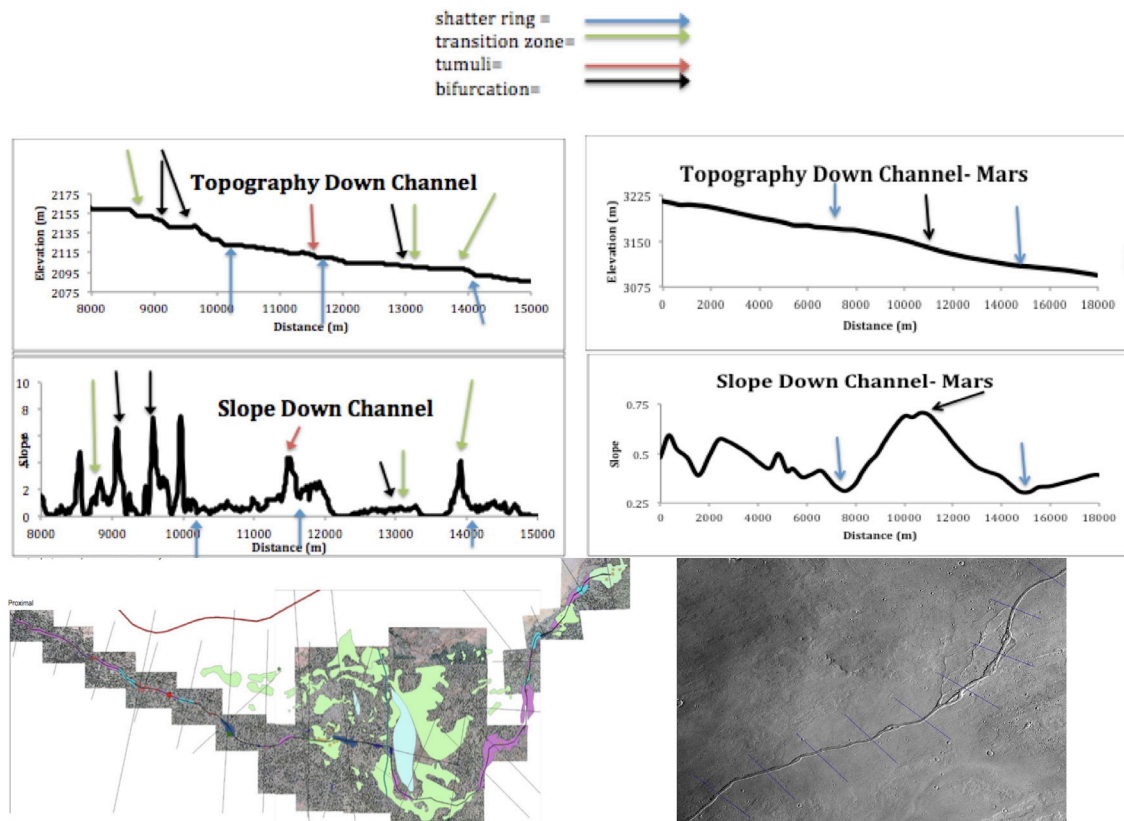 shatter ring =
transition zone=
tumuli=
bifurcation=
Topography Down Channel
Elevation (m)
2175
2155
2135
2115
2095
2075
8000 9000 10000 11000 12000 13000 14000 15000
Distance (m)
Topography Down Channel- Mars
Elevation (m)
3225
3150
3075
0 2000 4000 6000 8000 10000 12000 14000 16000 18000
Distance (m)
Slope Down Channel
Slope
10
8
6
4
2
0
8000 9000 10000 11000 12000 13000 14000 15000
Distance (m)
Slope Down Channel- Mars
Slope
0.75
0.5
0.25
0 2000 4000 6000 8000 10000 12000 14000 16000 18000
Distance (m)
Proximal